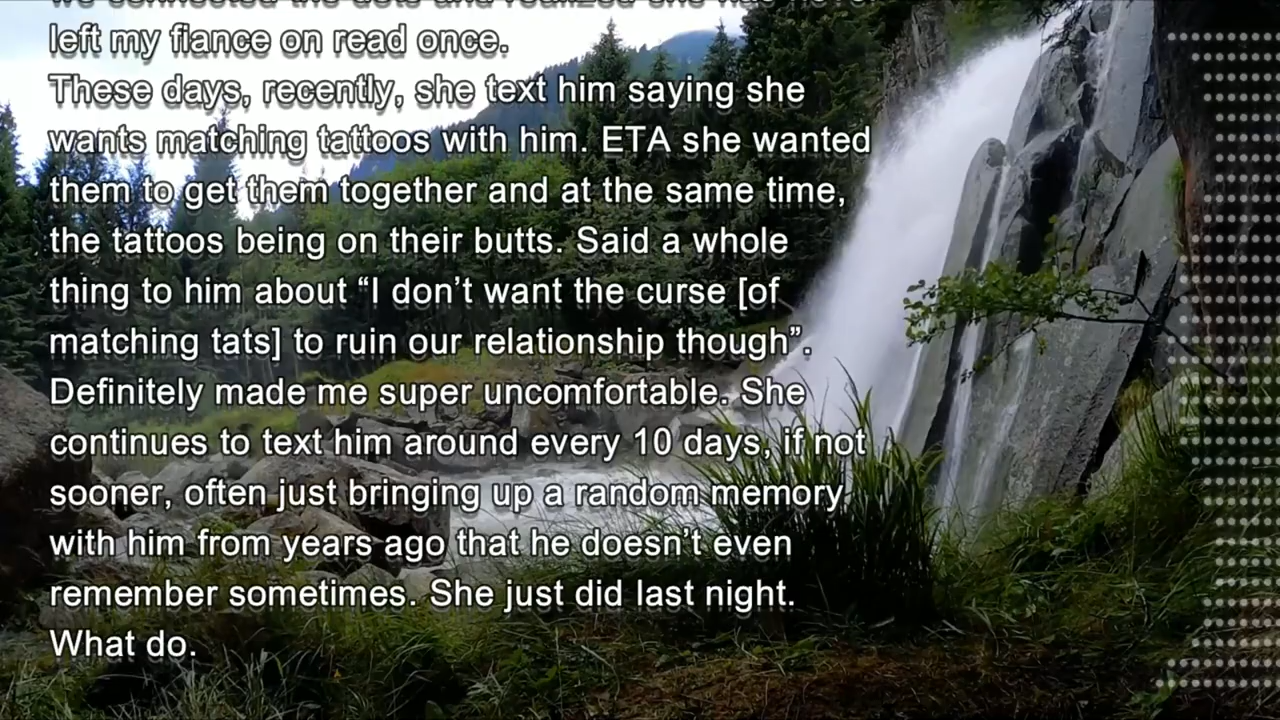 left my fiance on read once.
These days, recently, she text him saying she
wants matching tattoos with him. ETA she wanted
them to get them together and at the same time,
the tattoos being on their butts. Said a whole
thing to him about “I don’t want the curse [of
matching tats] to ruin our relationship though”.
Definitely made me super uncomfortable. She
continues to text him around every 10 days, if not
sooner, often just bringing up a random memory
with him from years ago that he doesn’t even
remember sometimes. She just did last night.
What do.